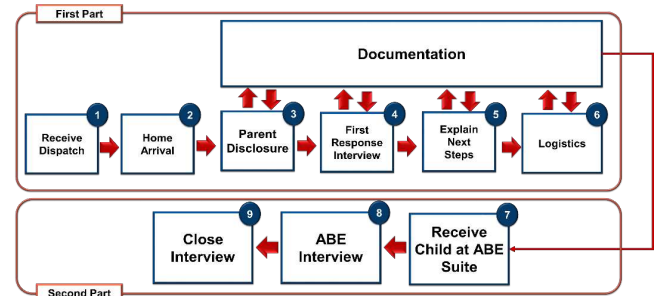 First Part
Documentation
1
Receive
Dispatch
2
Home
Arrival
3
Parent
Disclosure
4
First
Response
Interview
5
Explain
Next
Steps
6
Logistics
9
Close
Interview
8
ABE
Interview
7
Receive
Child at ABE
Suite
Second Part